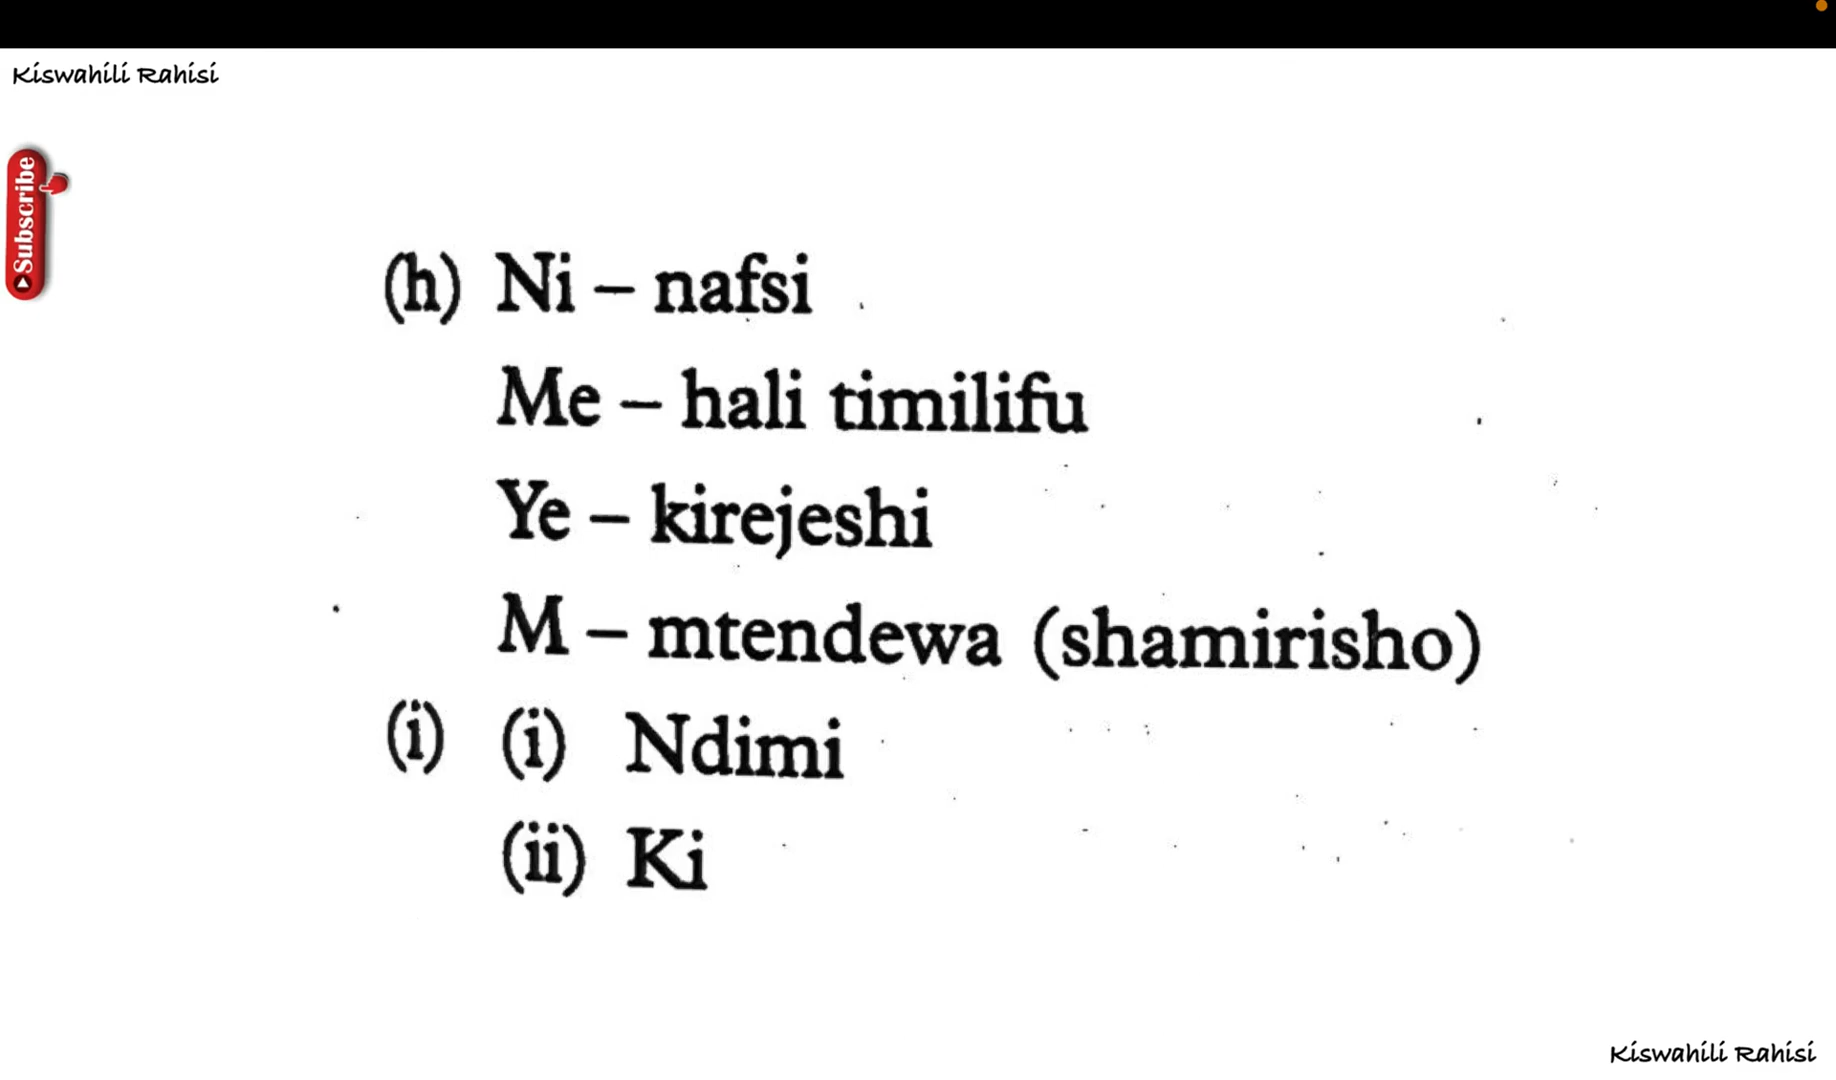 Kiswahili Rahisi
Subscribe
(h) Ni – nafsi
Me – hali timilifu
Ye – kirejeshi
M – mtendewa (shamirisho)
(i) (i) Ndimi
(ii) Ki
Kiswahili Rahisi